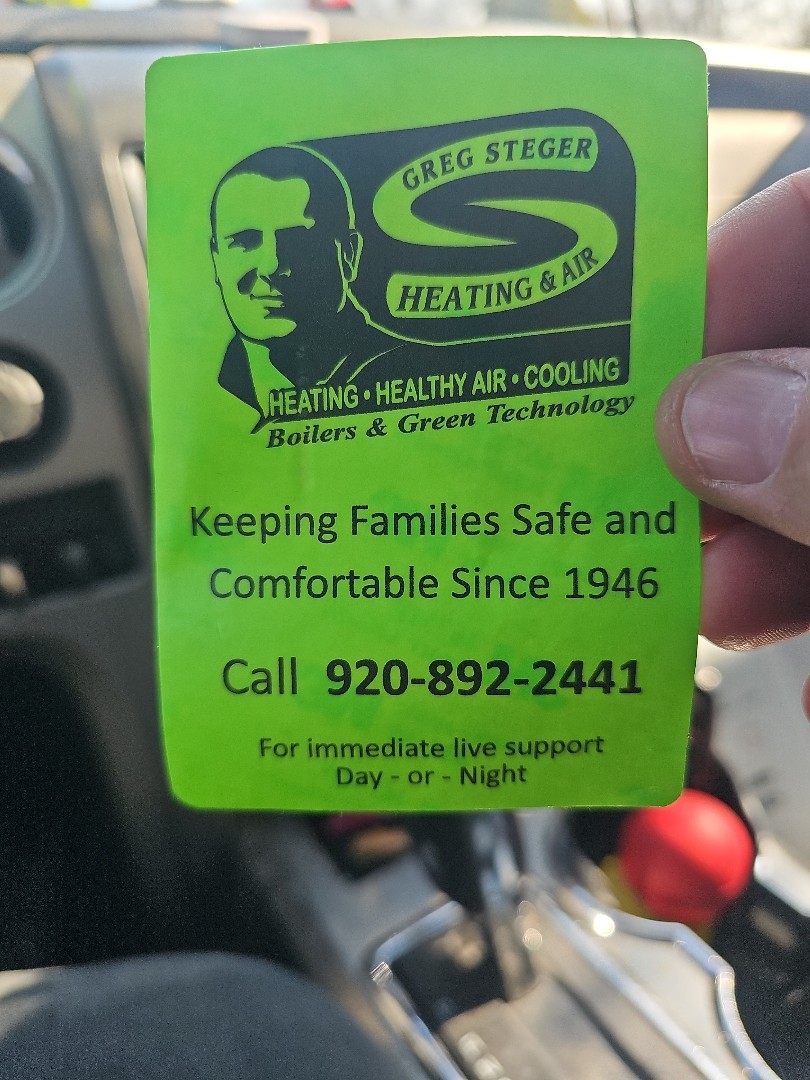 GREG STEGER
HEATING & AIR
HEATING • HEALTHY AIR • COOLING
Boilers & Green Technology
Keeping Families Safe and
Comfortable Since 1946
Call 920-892-2441
For immediate live support
Day - or - Night